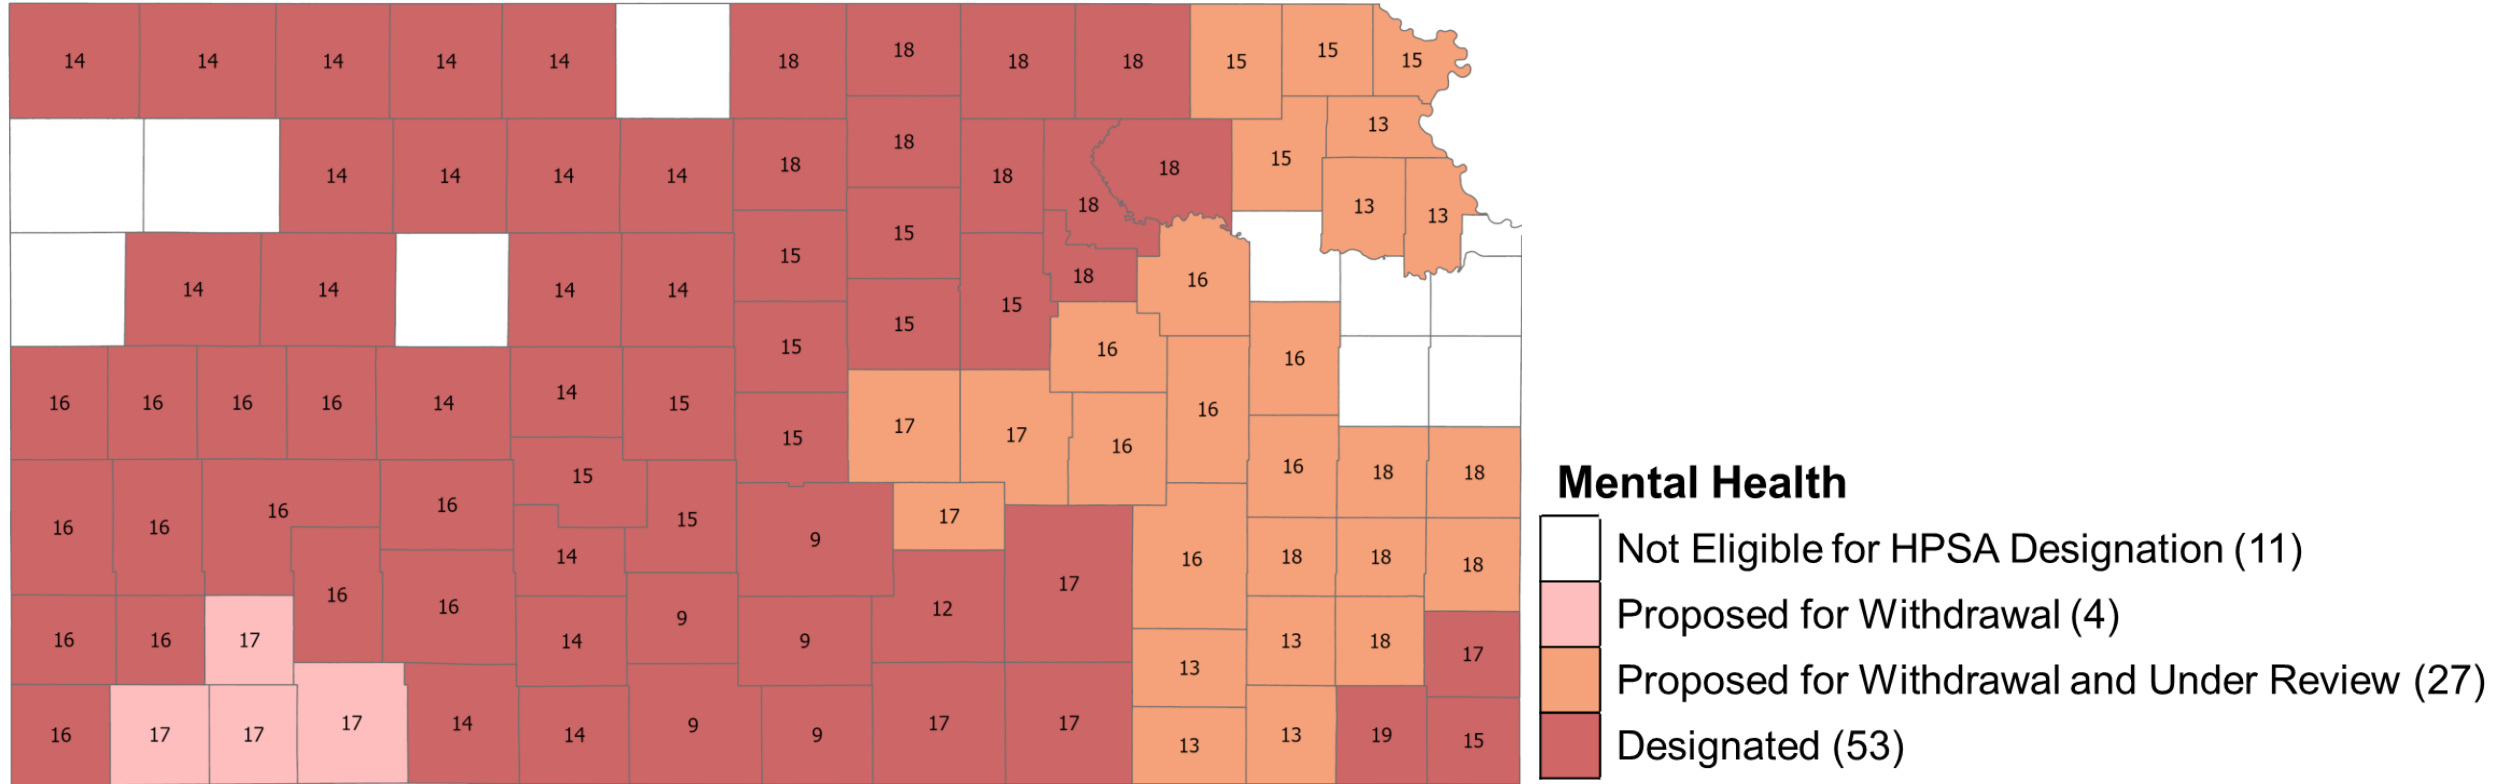 14 14 14 14 14 18 18 18 18 15 15 15
14 14 14 14 18 18 18 18 18 15 13
13 13
14 14 14 14 15 15 15 18 16
16 16 16 16 14 14 15 15 15 16 16 16
15 17 17 16 16 18 18
16 16 16 16 15 15 16
14 9 17 16 18 18 18
16 16 9 12 17
16 16 17 14 9 13 18 17
13
16 17 17 17 14 14 9 9 17 17 13 13 19 15
Mental Health
Not Eligible for HPSA Designation (11)
Proposed for Withdrawal (4)
Proposed for Withdrawal and Under Review (27)
Designated (53)